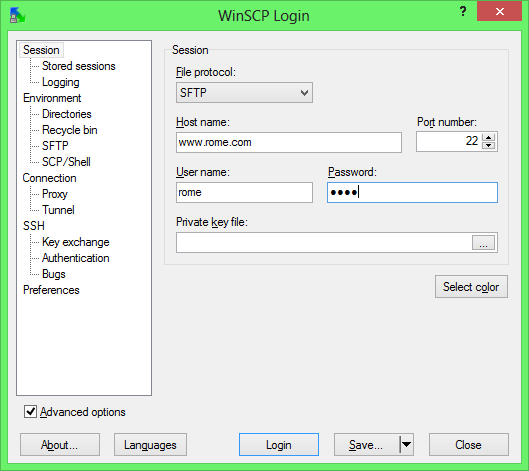 WinSCP Login
?
Session
Stored sessions
Logging
Environment
Directories
Recycle bin
SFTP
SCP/Shell
Connection
Proxy
Tunnel
SSH
Key exchange
Authentication
Bugs
Preferences
Advanced options
Session
File protocol:
SFTP
Host name:
Port number:
www.rome.com
22
User name:
Password:
rome
●●●●
Private key file:
...
Select color
About...
Languages
Login
Save...
Close